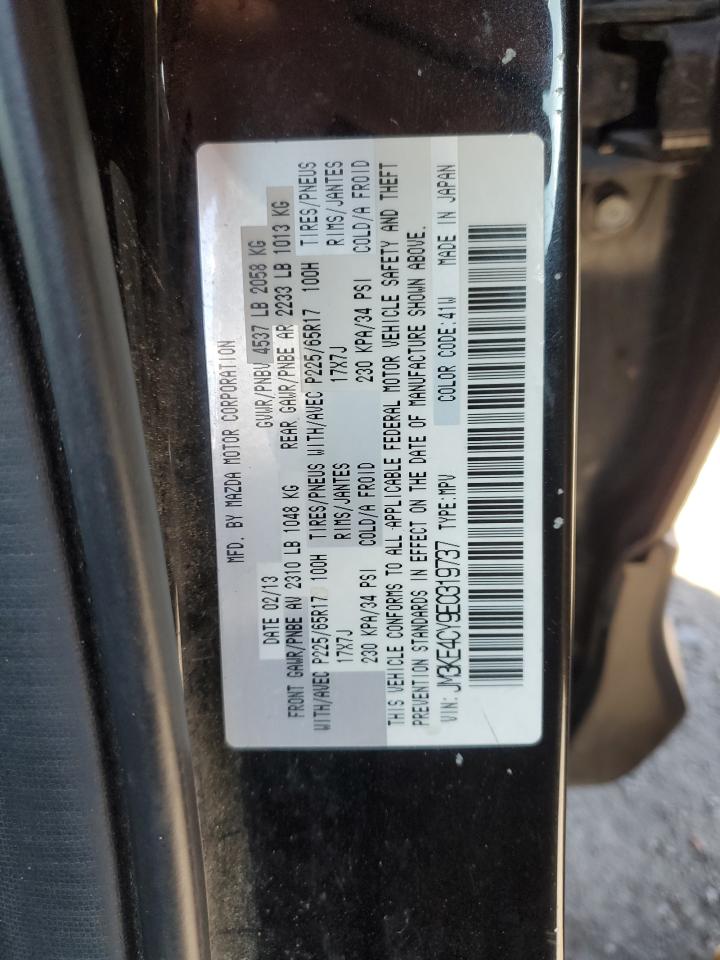 MFD. BY MAZDA MOTOR CORPORATION
DATE 02/13 GVWR/PNBV 4537 LB 2058 KG
FRONT GAWR/PNBE AV 2310 LB 1048 KG REAR GAWR/PNBE AR 2233 LB 1013 KG
WITH/AVEC P225/65R17 100H TIRES/PNEUS WITH/AVEC P225/65R17 100H TIRES/PNEUS
17X7J RIMS/JANTES 17X7J RIMS/JANTES
230 KPA/34 PSI COLD/A FROID 230 KPA/34 PSI COLD/A FROID
THIS VEHICLE CONFORMS TO ALL APPLICABLE FEDERAL MOTOR VEHICLE SAFETY AND THEFT
PREVENTION STANDARDS IN EFFECT ON THE DATE OF MANUFACTURE SHOWN ABOVE.
VIN: JM3KE4CY9E0319737 TYPE:MPV COLOR CODE:41W MADE IN JAPAN